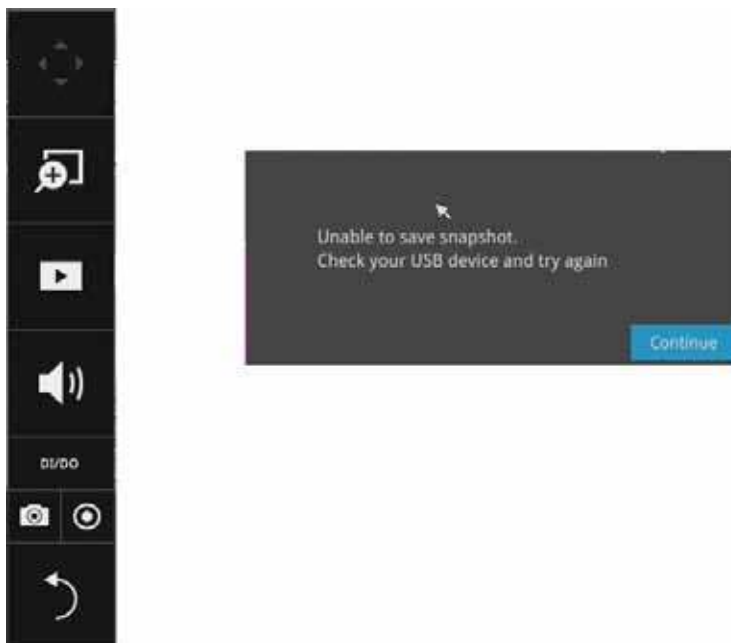 Unable to save snapshot.
Check your USB device and try again
Continue
DI/DO